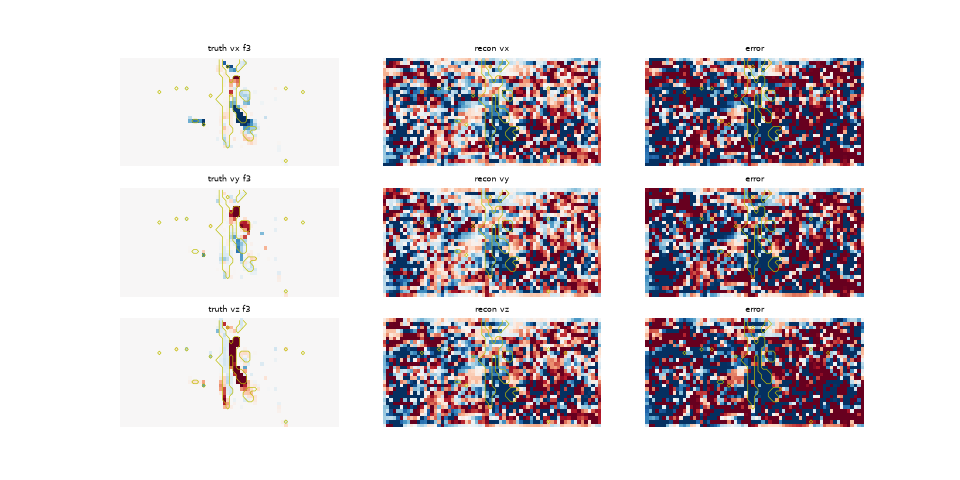 truth vx f3
recon vx
error
truth vy f3
recon vy
error
truth vz f3
recon vz
error